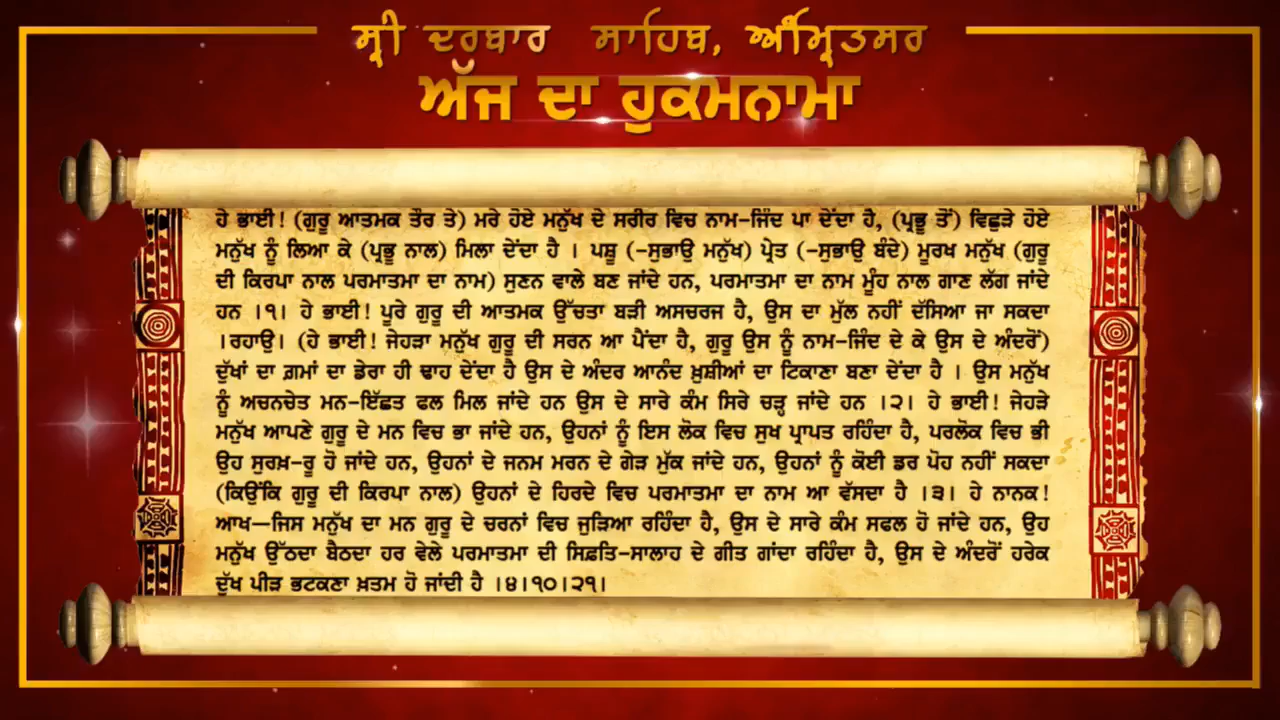 ਸ੍ਰੀ ਦਰਬਾਰ ਸਾਹਿਬ, ਅੰਮ੍ਰਿਤਸਰ
ਅੱਜ ਦਾ ਹੁਕਮਨਾਮਾ
ਹੇ ਭਾਈ! (ਗੁਰੂ ਆਤਮਕ ਤੌਰ ਤੇ) ਮਰੇ ਹੋਏ ਮਨੁੱਖ ਦੇ ਸਰੀਰ ਵਿਚ ਨਾਮ-ਜਿੰਦ ਪਾ ਦੇਂਦਾ ਹੈ, (ਪ੍ਰਭੂ ਤੋਂ) ਵਿਛੁੜੇ ਹੋਏ
ਮਨੁੱਖ ਨੂੰ ਲਿਆ ਕੇ (ਪ੍ਰਭੂ ਨਾਲ) ਮਿਲਾ ਦੇਂਦਾ ਹੈ । ਪਸ਼ੂ (-ਸੁਭਾਉ ਮਨੁੱਖ) ਪ੍ਰੇਤ (-ਸੁਭਾਉ ਬੰਦੇ) ਮੂਰਖ ਮਨੁੱਖ (ਗੁਰੂ
ਦੀ ਕਿਰਪਾ ਨਾਲ ਪਰਮਾਤਮਾ ਦਾ ਨਾਮ) ਸੁਣਨ ਵਾਲੇ ਬਣ ਜਾਂਦੇ ਹਨ, ਪਰਮਾਤਮਾ ਦਾ ਨਾਮ ਮੂੰਹ ਨਾਲ ਗਾਣ ਲੱਗ ਜਾਂਦੇ
ਹਨ ।੧। ਹੇ ਭਾਈ! ਪੂਰੇ ਗੁਰੂ ਦੀ ਆਤਮਕ ਉੱਚਤਾ ਬੜੀ ਅਸਚਰਜ ਹੈ, ਉਸ ਦਾ ਮੁੱਲ ਨਹੀਂ ਦੱਸਿਆ ਜਾ ਸਕਦਾ
।ਰਹਾਉ। (ਹੇ ਭਾਈ! ਜੇਹੜਾ ਮਨੁੱਖ ਗੁਰੂ ਦੀ ਸਰਨ ਆ ਪੈਂਦਾ ਹੈ, ਗੁਰੂ ਉਸ ਨੂੰ ਨਾਮ-ਜਿੰਦ ਦੇ ਕੇ ਉਸ ਦੇ ਅੰਦਰੋਂ)
ਦੁੱਖਾਂ ਦਾ ਗ਼ਮਾਂ ਦਾ ਡੇਰਾ ਹੀ ਢਾਹ ਦੇਂਦਾ ਹੈ ਉਸ ਦੇ ਅੰਦਰ ਆਨੰਦ ਖ਼ੁਸ਼ੀਆਂ ਦਾ ਟਿਕਾਣਾ ਬਣਾ ਦੇਂਦਾ ਹੈ । ਉਸ ਮਨੁੱਖ
ਨੂੰ ਅਚਨਚੇਤ ਮਨ-ਇੱਛਤ ਫਲ ਮਿਲ ਜਾਂਦੇ ਹਨ ਉਸ ਦੇ ਸਾਰੇ ਕੰਮ ਸਿਰੇ ਚੜ੍ਹ ਜਾਂਦੇ ਹਨ ।੨। ਹੇ ਭਾਈ! ਜੇਹੜੇ
ਮਨੁੱਖ ਆਪਣੇ ਗੁਰੂ ਦੇ ਮਨ ਵਿਚ ਭਾ ਜਾਂਦੇ ਹਨ, ਉਹਨਾਂ ਨੂੰ ਇਸ ਲੋਕ ਵਿਚ ਸੁਖ ਪ੍ਰਾਪਤ ਰਹਿੰਦਾ ਹੈ, ਪਰਲੋਕ ਵਿਚ ਭੀ
ਉਹ ਸੁਰਖ਼-ਰੂ ਹੋ ਜਾਂਦੇ ਹਨ, ਉਹਨਾਂ ਦੇ ਜਨਮ ਮਰਨ ਦੇ ਗੇੜ ਮੁੱਕ ਜਾਂਦੇ ਹਨ, ਉਹਨਾਂ ਨੂੰ ਕੋਈ ਡਰ ਪੋਹ ਨਹੀਂ ਸਕਦਾ
(ਕਿਉਂਕਿ ਗੁਰੂ ਦੀ ਕਿਰਪਾ ਨਾਲ) ਉਹਨਾਂ ਦੇ ਹਿਰਦੇ ਵਿਚ ਪਰਮਾਤਮਾ ਦਾ ਨਾਮ ਆ ਵੱਸਦਾ ਹੈ ।੩। ਹੇ ਨਾਨਕ!
ਆਖ—ਜਿਸ ਮਨੁੱਖ ਦਾ ਮਨ ਗੁਰੂ ਦੇ ਚਰਨਾਂ ਵਿਚ ਜੁੜਿਆ ਰਹਿੰਦਾ ਹੈ, ਉਸ ਦੇ ਸਾਰੇ ਕੰਮ ਸਫਲ ਹੋ ਜਾਂਦੇ ਹਨ, ਉਹ
ਮਨੁੱਖ ਉੱਠਦਾ ਬੈਠਦਾ ਹਰ ਵੇਲੇ ਪਰਮਾਤਮਾ ਦੀ ਸਿਫ਼ਤਿ-ਸਾਲਾਹ ਦੇ ਗੀਤ ਗਾਂਦਾ ਰਹਿੰਦਾ ਹੈ, ਉਸ ਦੇ ਅੰਦਰੋਂ ਹਰੇਕ
ਦੁੱਖ ਪੀੜ ਭਟਕਣਾ ਖ਼ਤਮ ਹੋ ਜਾਂਦੀ ਹੈ ।੪।੧੦।੨੧।